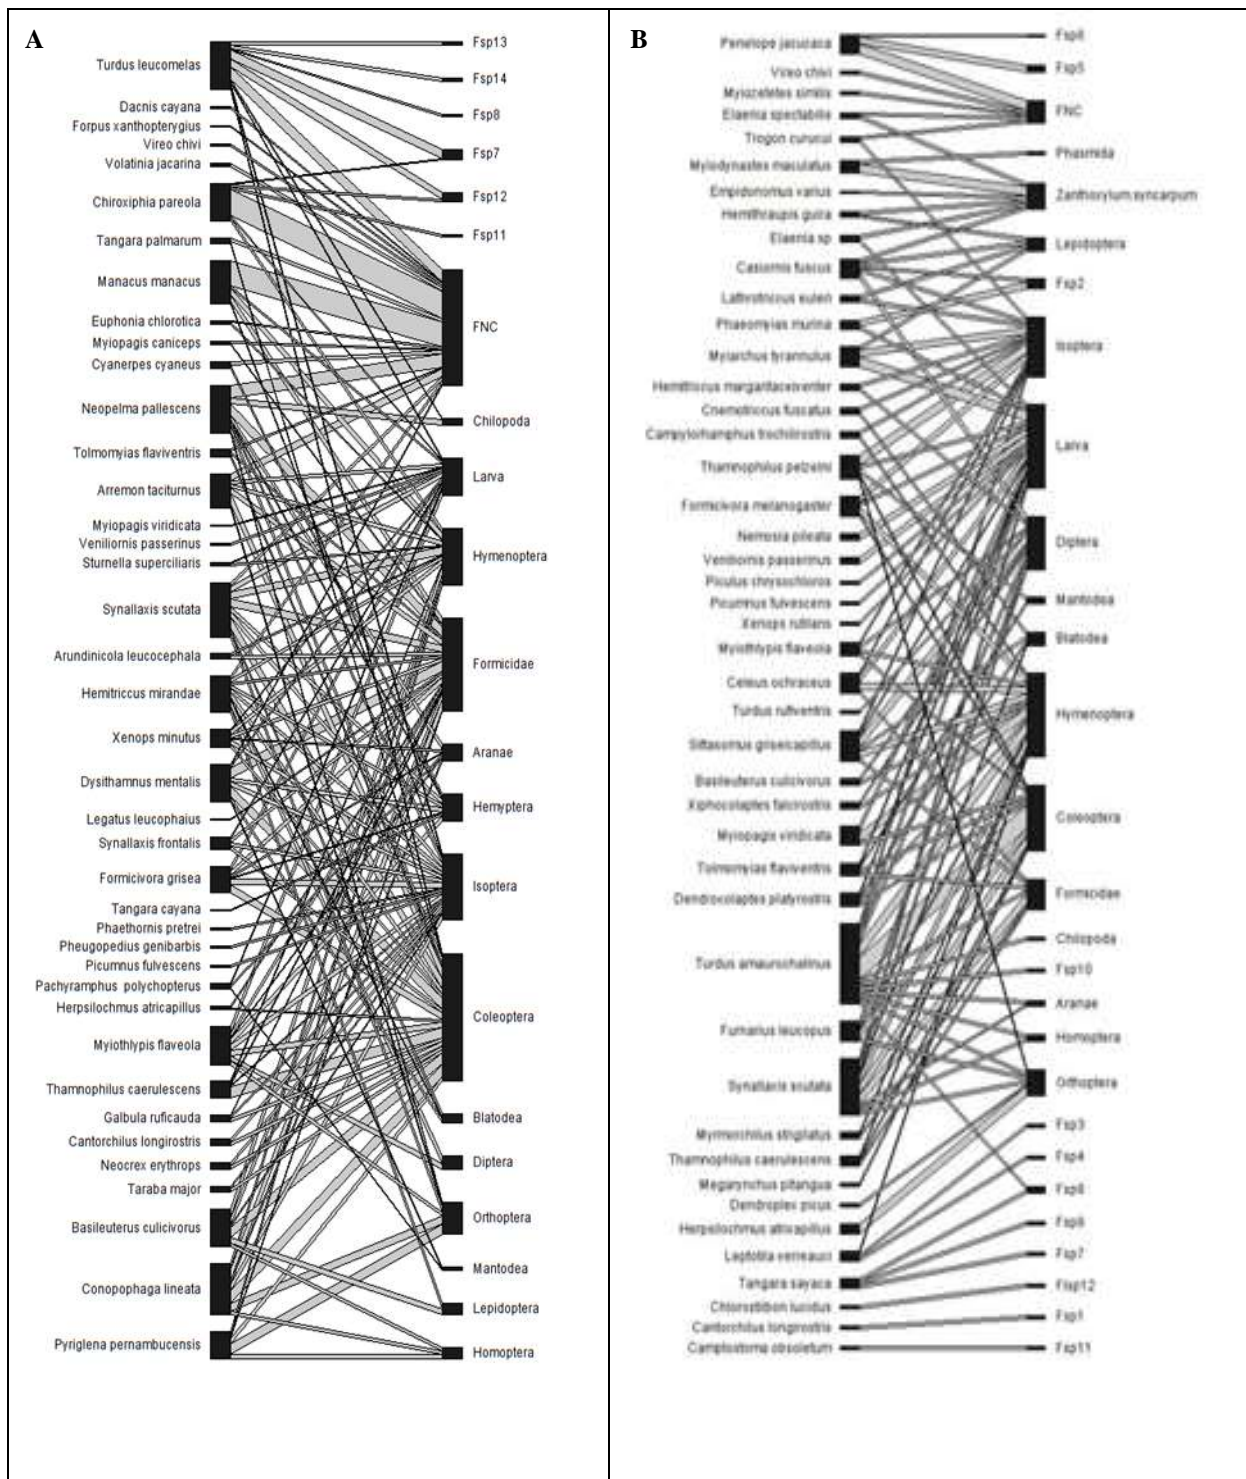 A
Turdus leucomelas
Dacnis cayana
Forpus xanthopterygius
Vireo chivi
Volatinia jacarina
Chiroxiphia pareola
Tangara palmarum
Manacus manacus
Euphonia chlorotica
Myiopagis caniceps
Cyanerpes cyaneus
Neopelma pallescens
Tolmomyias flaviventris
Arremon taciturnus
Myiopagis viridicata
Veniliornis passerinus
Sturnella superciliaris
Synallaxis scutata
Arundinicola leucocephala
Hemitriccus mirandae
Xenops minutus
Dysithamnus mentalis
Legatus leucophaius
Synallaxis frontalis
Formicivora grisea
Tangara cayana
Phaethornis pretrei
Pheugopedius genibarbis
Picumnus fulvescens
Pachyramphus polychopterus
Herpsilochmus atricapillus
Myiothlypis flaveola
Thamnophilus caerulescens
Galbula ruficauda
Cantorchilus longirostris
Neocrex erythrops
Taraba major
Basileuterus culicivorus
Conopophaga lineata
Pyriglena pernambucensis
Fsp13
Fsp14
Fsp8
Fsp7
Fsp12
Fsp11
FNC
Chilopoda
Larva
Hymenoptera
Formicidae
Aranae
Hemyptera
Isoptera
Coleoptera
Blatodea
Diptera
Orthoptera
Mantodea
Lepidoptera
Homoptera
B
Penelope jacucaca
Vireo chivi
Myiozetetes similis
Elaenia spectabilis
Trogon curucui
Myiodynastes maculatus
Empidonomus varius
Hemithraupis guira
Elaenia sp
Casiornis fuscus
Lathrotriccus euleri
Phaeomyias murina
Myiarchus tyrannulus
Hemitriccus margaritaceiventer
Cnemotriccus fuscatus
Campylorhamphus trochilirostris
Thamnophilus pelzelni
Formicivora melanogaster
Nemosia pileata
Veniliornis passerinus
Piculus chrysochloros
Picumnus fulvescens
Xenops rutilans
Myiothlypis flaveola
Celeus ochraceus
Turdus rufiventris
Sittasomus griseicapillus
Basileuterus culicivorus
Xiphocolaptes falcirostris
Myiopagis viridicata
Tolmomyias flaviventris
Dendrocolaptes platyrostris
Turdus amaurochalinus
Furnarius leucopus
Synallaxis scutata
Myrmorchilus strigilatus
Thamnophilus caerulescens
Megarynchus pitangua
Dendroplex picus
Herpsilochmus atricapillus
Leptotila verreauxi
Tangara sayaca
Chlorostilbon lucidus
Cantorchilus longirostris
Camptostoma obsoletum
Fsp5
FNC
Phasmida
Zanthoxylum syncarpum
Lepidoptera
Fsp2
Isoptera
Larva
Diptera
Mantodea
Blatodea
Hymenoptera
Coleoptera
Formicidae
Chilopoda
Fsp10
Aranae
Homoptera
Orthoptera
Fsp3
Fsp4
Fsp7
Fsp1
Fsp11